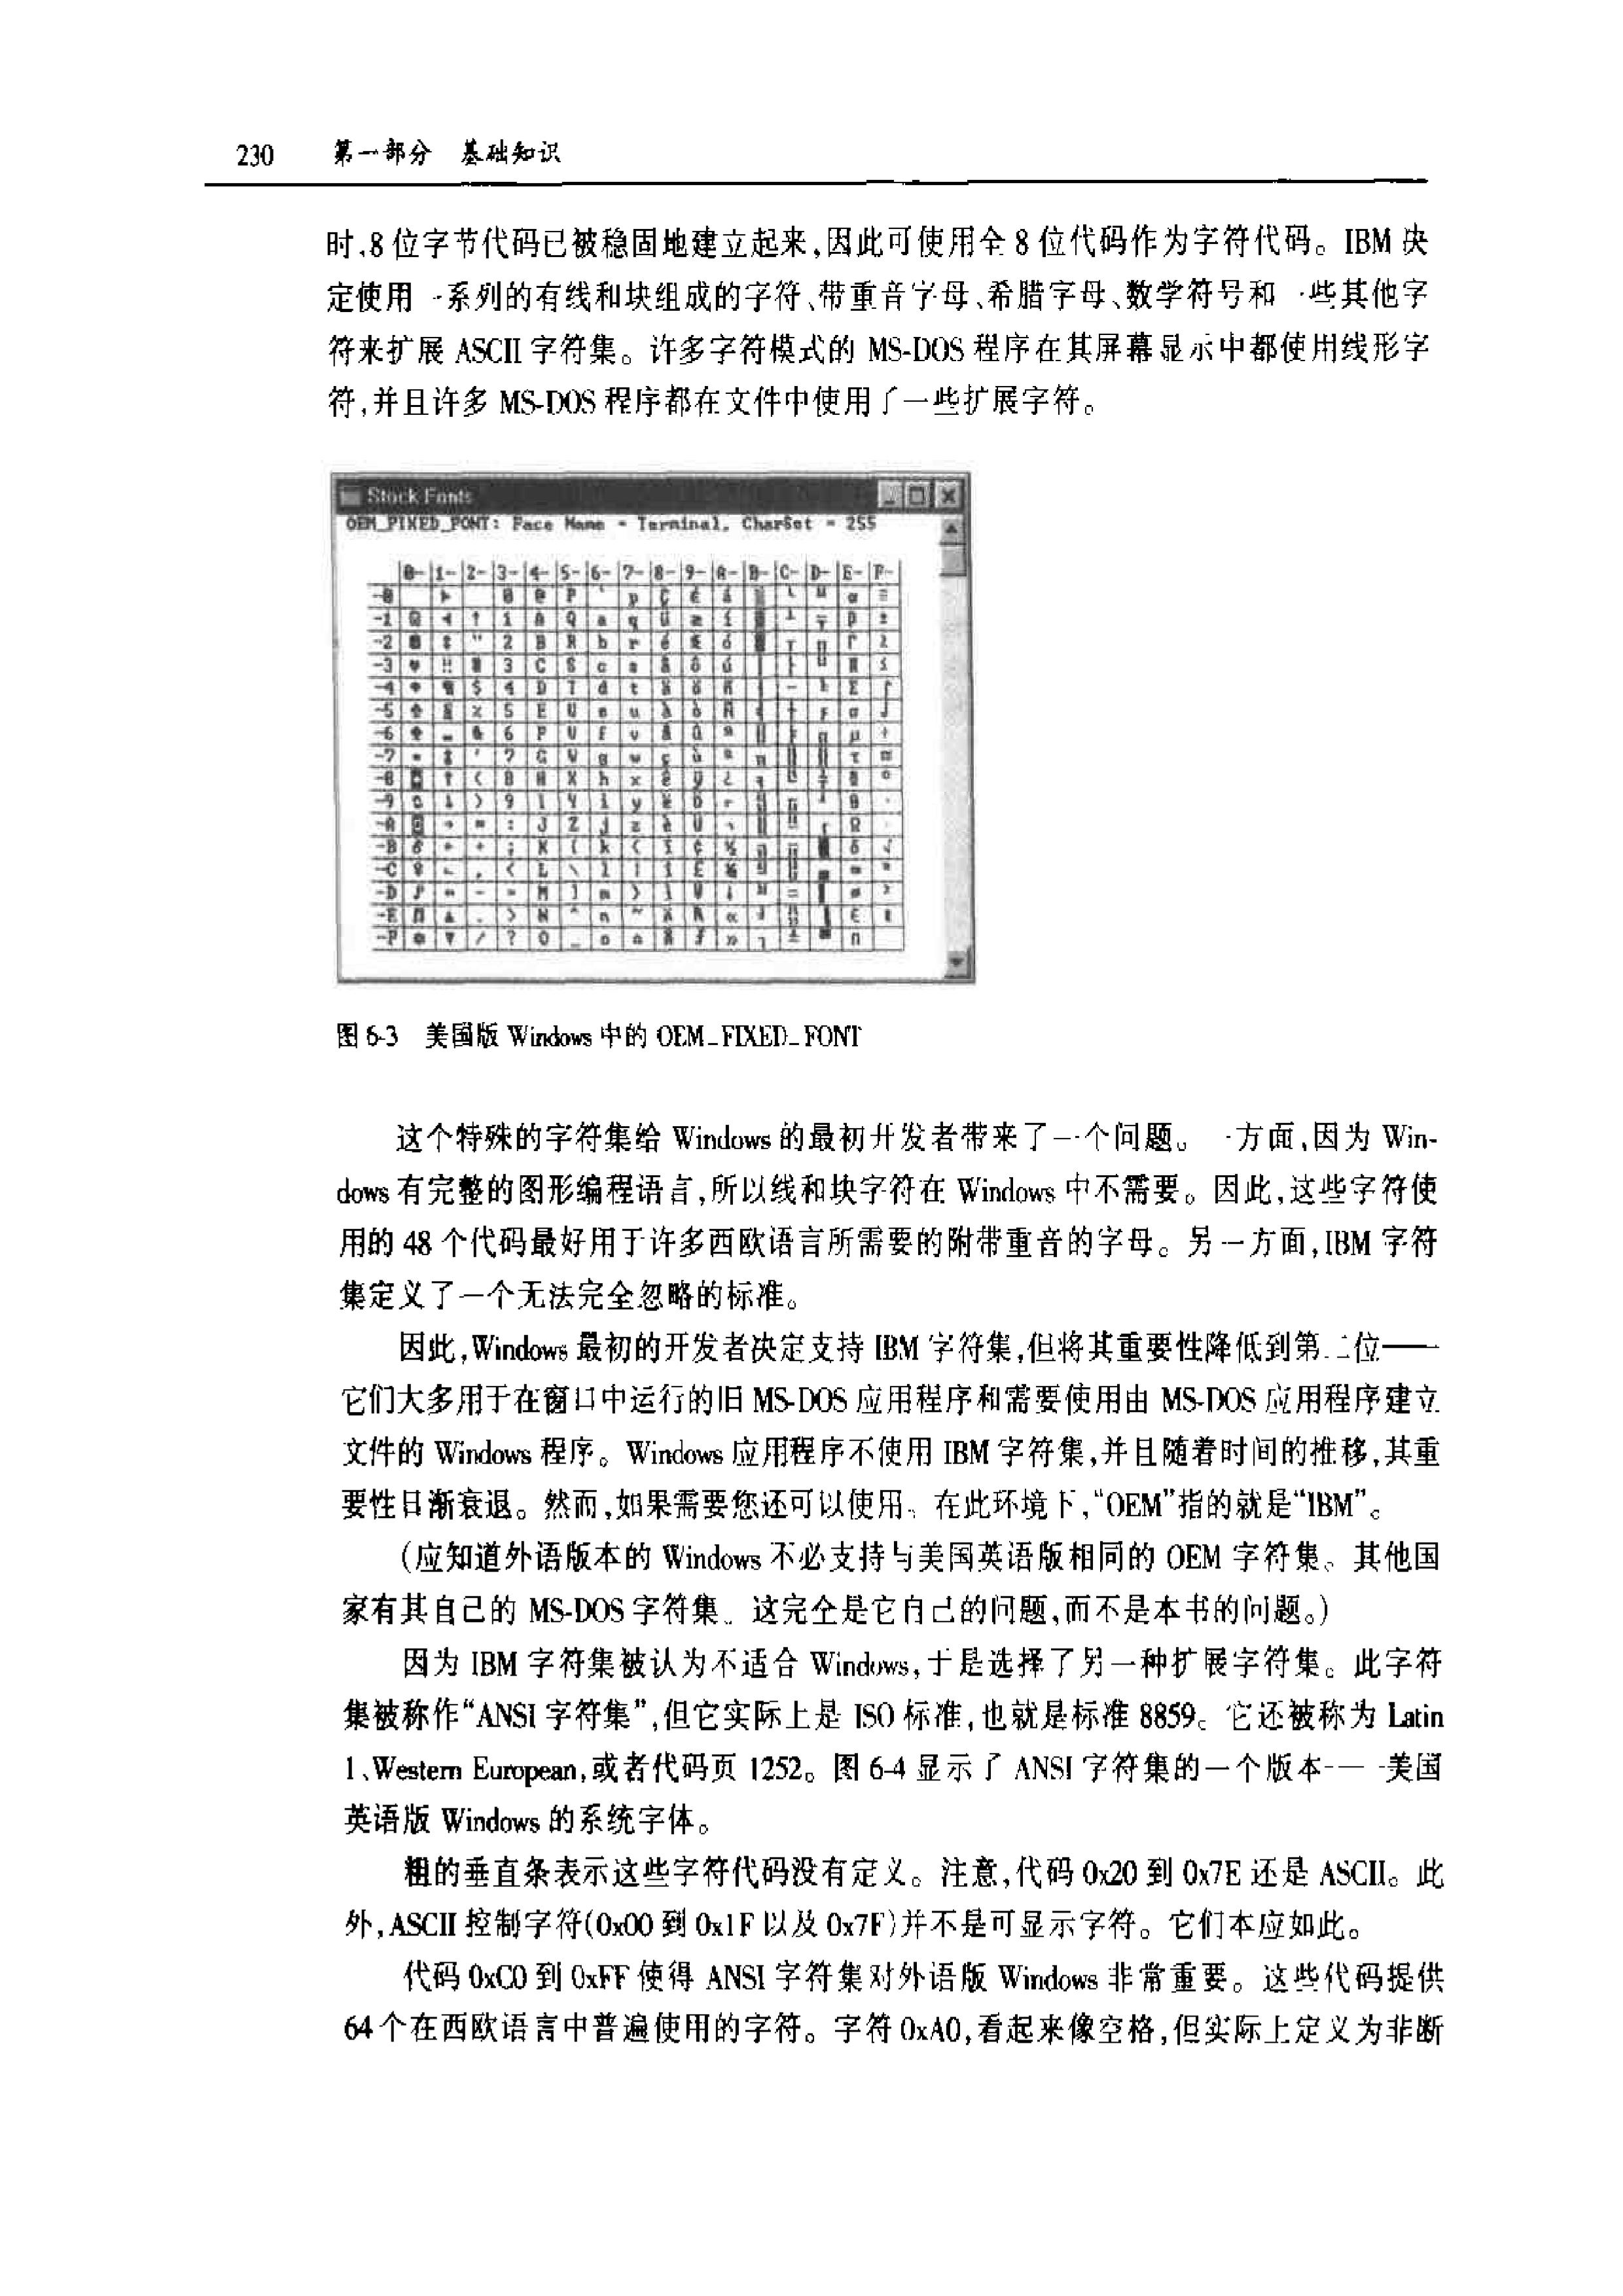 230 第一部分 基础知识
时,8位字节代码已被稳固地建立起来,因此可使用全8位代码作为字符代码。IBM决
定使用一系列的有线和块组成的字符、带重音字母、希腊字母、数学符号和一些其他字
符来扩展 ASCII 字符集。许多字符模式的 MS-DOS 程序在其屏幕显示中都使用线形字
符,并且许多 MS-DOS 程序都在文件中使用了一些扩展字符。
Stock Fonts
OEM_FIXED_FONT: Face Name = Terminal, CharSet = 255
0- 1- 2- 3- 4- 5- 6- 7- 8- 9- A- B- C- D- E- F-
-0
-1
-2
-3
-4
-5
-6
-7
-8
-9
-A
-B
-C
-D
-E
-F
图 6-3 美国版 Windows 中的 OEM_FIXED_FONT
这个特殊的字符集给 Windows 的最初开发者带来了一个问题。一方面,因为 Win-
dows 有完整的图形编程语言,所以线和块字符在 Windows 中不需要。因此,这些字符使
用的 48 个代码最好用于许多西欧语言所需要的附带重音的字母。另一方面,IBM 字符
集定义了一个无法完全忽略的标准。
因此,Windows 最初的开发者决定支持 IBM 字符集,但将其重要性降低到第二位——
它们大多用于在窗口中运行的旧 MS-DOS 应用程序和需要使用由 MS-DOS 应用程序建立
文件的 Windows 程序。Windows 应用程序不使用 IBM 字符集,并且随着时间的推移,其重
要性日渐衰退。然而,如果需要您还可以使用。在此环境下,“OEM”指的就是“IBM”。
(应知道外语版本的 Windows 不必支持与美国英语版相同的 OEM 字符集。其他国
家有其自己的 MS-DOS 字符集。这完全是它自己的问题,而不是本书的问题。)
因为 IBM 字符集被认为不适合 Windows,于是选择了另一种扩展字符集。此字符
集被称作“ANSI 字符集”,但它实际上是 ISO 标准,也就是标准 8859。它还被称为 Latin
1、Western European,或者代码页 1252。图 6-4 显示了 ANSI 字符集的一个版本——美国
英语版 Windows 的系统字体。
粗的垂直条表示这些字符代码没有定义。注意,代码 0x20 到 0x7E 还是 ASCII。此
外,ASCII 控制字符(0x00 到 0x1F 以及 0x7F)并不是可显示字符。它们本应如此。
代码 0xC0 到 0xFF 使得 ANSI 字符集对外语版 Windows 非常重要。这些代码提供
64 个在西欧语言中普遍使用的字符。字符 0xA0,看起来像空格,但实际上定义为非断